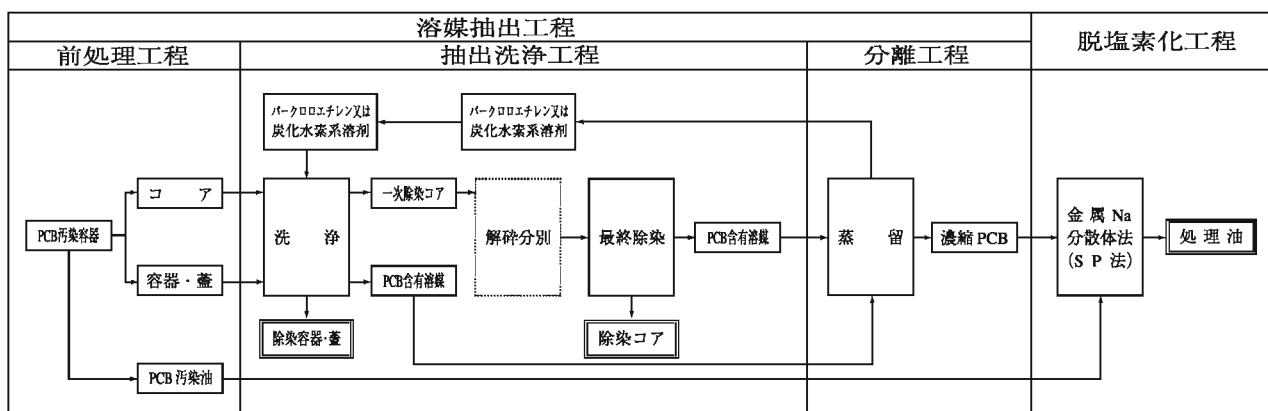 溶媒抽出工程
脱塩素化工程
前処理工程
抽出洗浄工程
分離工程
パークロロエチレン又は
炭化水素系溶剤
パークロロエチレン又は
炭化水素系溶剤
コア
一次除染コア
PCB汚染容器
洗浄
解砕分別
最終除染
PCB含有溶媒
蒸留
濃縮PCB
金属Na
分散体法
(SP法)
処理油
容器・蓋
PCB含有溶媒
除染容器・蓋
除染コア
PCB汚染油